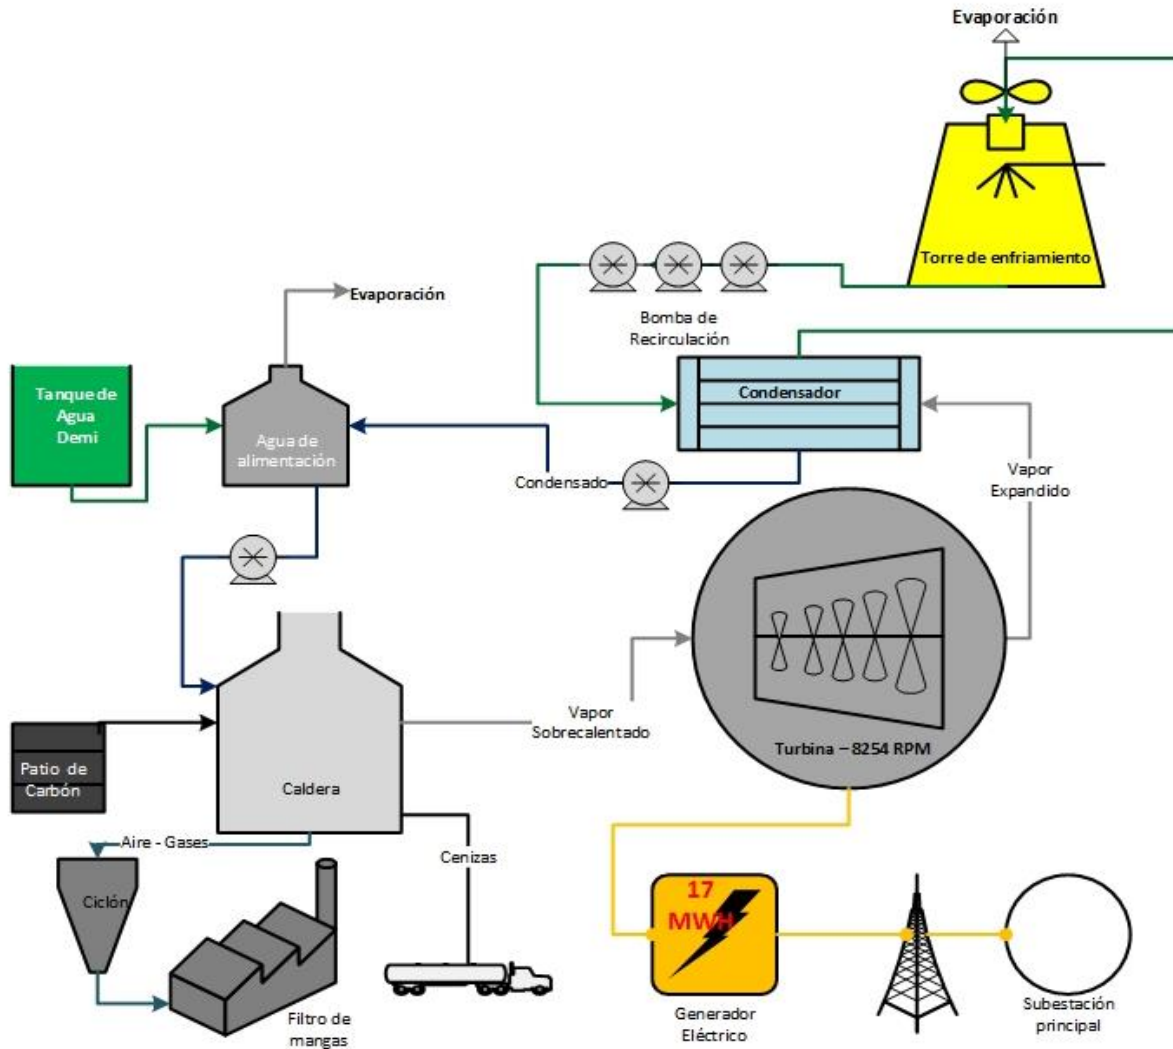 Evaporación
Torre de enfriamiento
Bomba de
Recirculación
Evaporación
Tanque de
Agua
Demi
Agua de
alimentación
Condensador
Condensado
Vapor
Expandido
Vapor
Sobrecalentado
Turbina – 8254 RPM
Patio de
Carbón
Caldera
Aire - Gases
Cenizas
Ciclón
17
MWH
Filtro de
mangas
Generador
Eléctrico
Subestación
principal